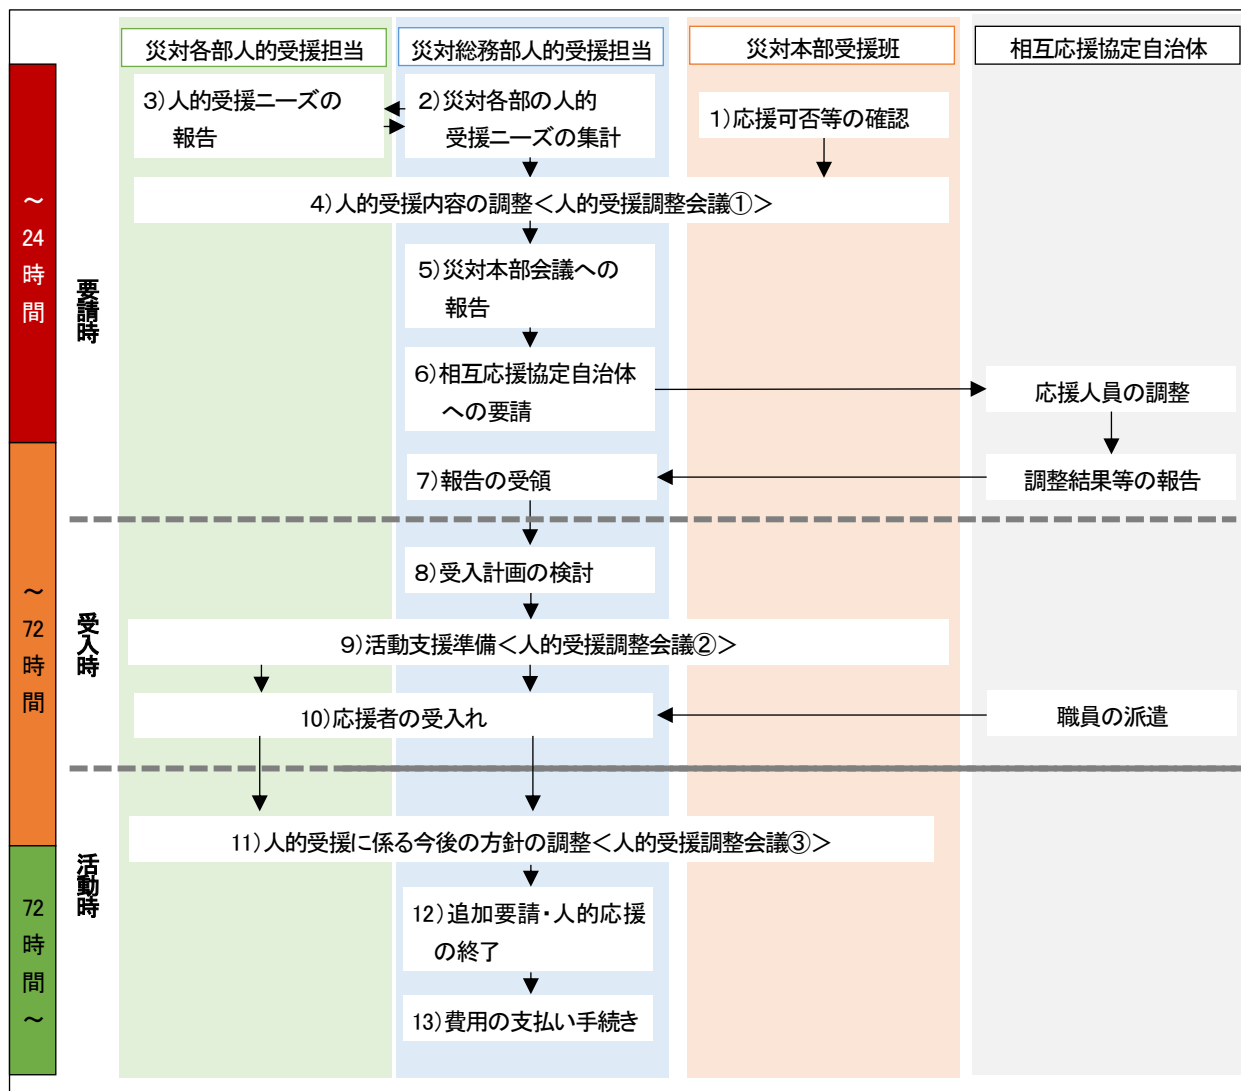 災対各部人的受援担当
災対総務部人的受援担当
災対本部受援班
相互応援協定自治体
～
24
時
間
～
72
時
間
72
時
間
～
要請時
受入時
活動時
3）人的受援ニーズの
報告
2）災対各部の人的
受援ニーズの集計
1）応援可否等の確認
4）人的受援内容の調整＜人的受援調整会議①＞
5）災対本部会議への
報告
6）相互応援協定自治体
への要請
応援人員の調整
7）報告の受領
調整結果等の報告
8）受入計画の検討
9）活動支援準備＜人的受援調整会議②＞
10）応援者の受入れ
職員の派遣
11）人的受援に係る今後の方針の調整＜人的受援調整会議③＞
12）追加要請・人的応援
の終了
13）費用の支払い手続き